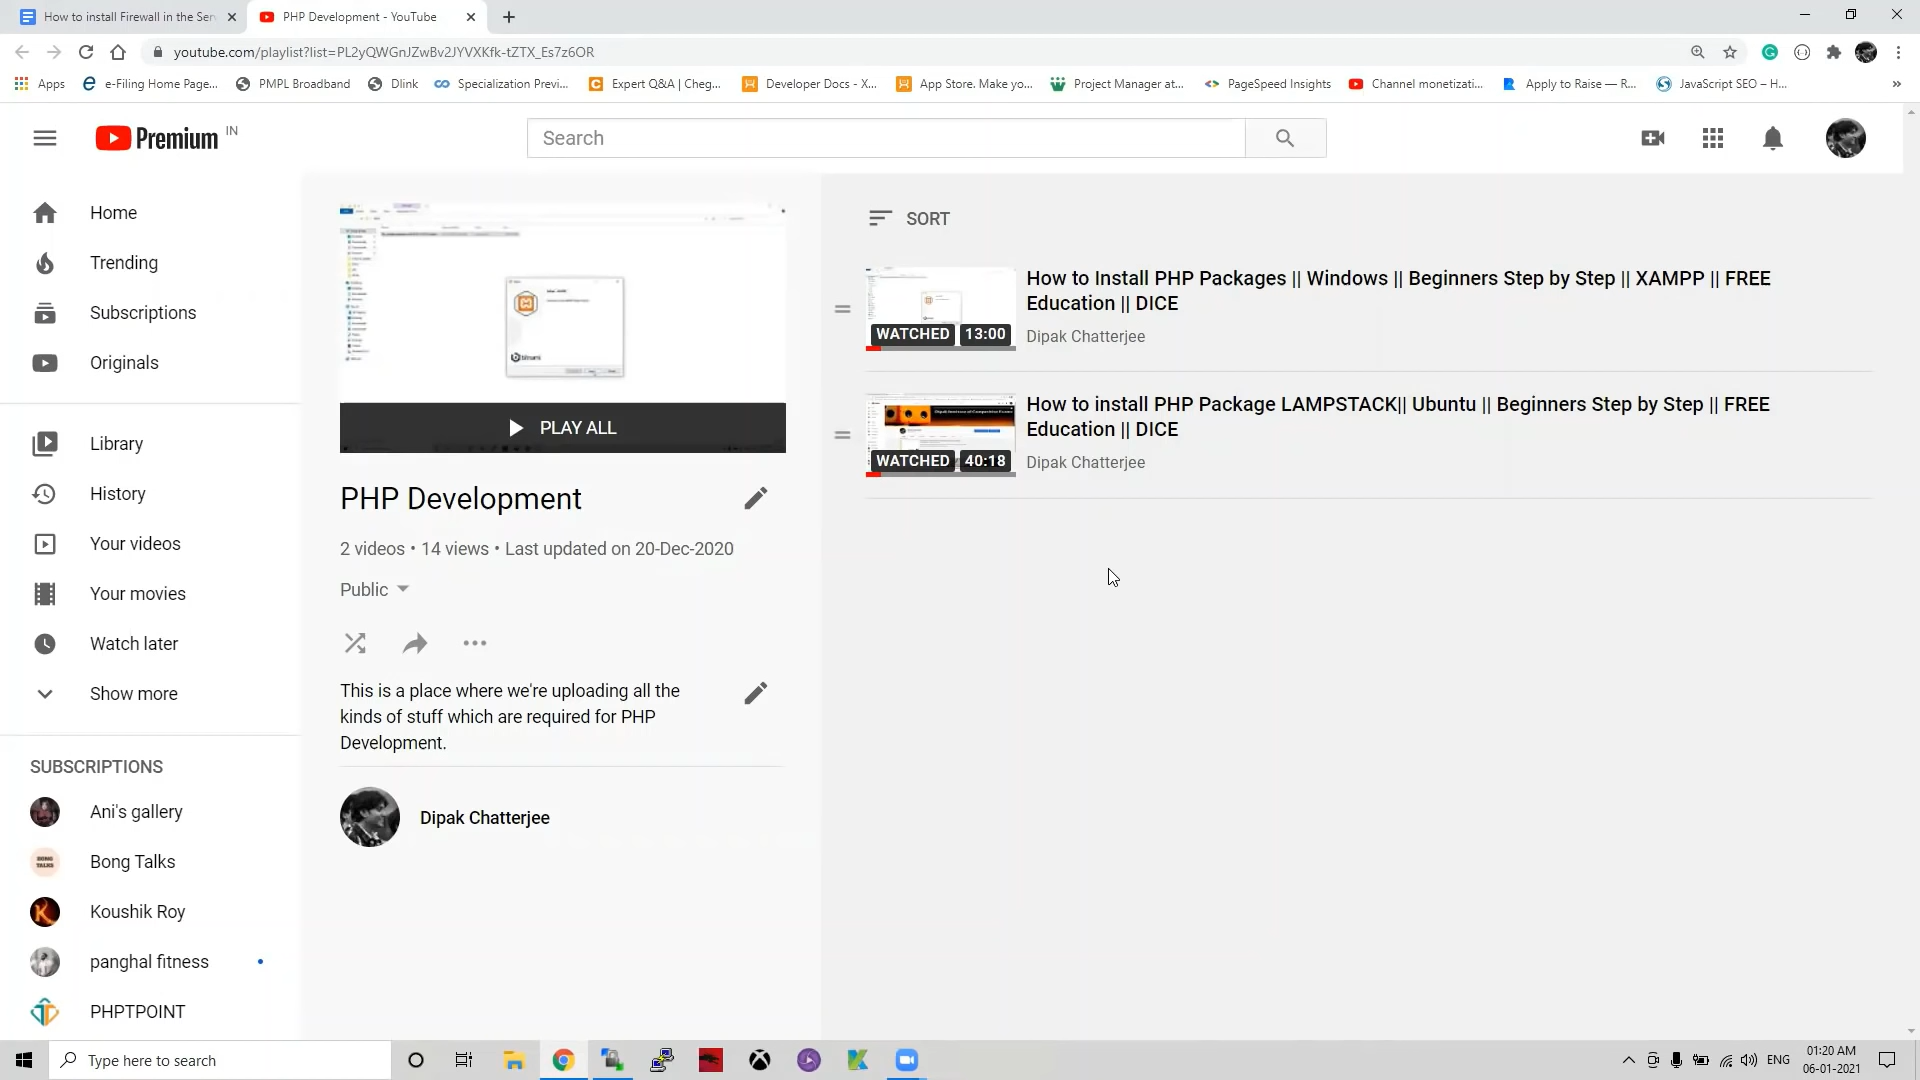 How to install Firewall in the Ser
PHP Development - YouTube
youtube.com/playlist?list=PL2yQWGnJZwBv2JYVXKfk-tZTX_Es7z6OR
Apps
e-Filing Home Page...
PMPL Broadband
Dlink
Specialization Previ...
Expert Q&A | Cheg...
Developer Docs - X...
App Store. Make yo...
Project Manager at...
PageSpeed Insights
Channel monetizati...
Apply to Raise — R...
JavaScript SEO – H...
Premium IN
Search
Home
Trending
Subscriptions
Originals
Library
History
Your videos
Your movies
Watch later
Show more
SUBSCRIPTIONS
Ani's gallery
Bong Talks
Koushik Roy
panghal fitness
PHPTPOINT
PLAY ALL
PHP Development
2 videos • 14 views • Last updated on 20-Dec-2020
Public
This is a place where we're uploading all the
kinds of stuff which are required for PHP
Development.
Dipak Chatterjee
SORT
WATCHED 13:00
How to Install PHP Packages || Windows || Beginners Step by Step || XAMPP || FREE
Education || DICE
Dipak Chatterjee
WATCHED 40:18
How to install PHP Package LAMPSTACK|| Ubuntu || Beginners Step by Step || FREE
Education || DICE
Dipak Chatterjee
Type here to search
ENG
01:20 AM
06-01-2021